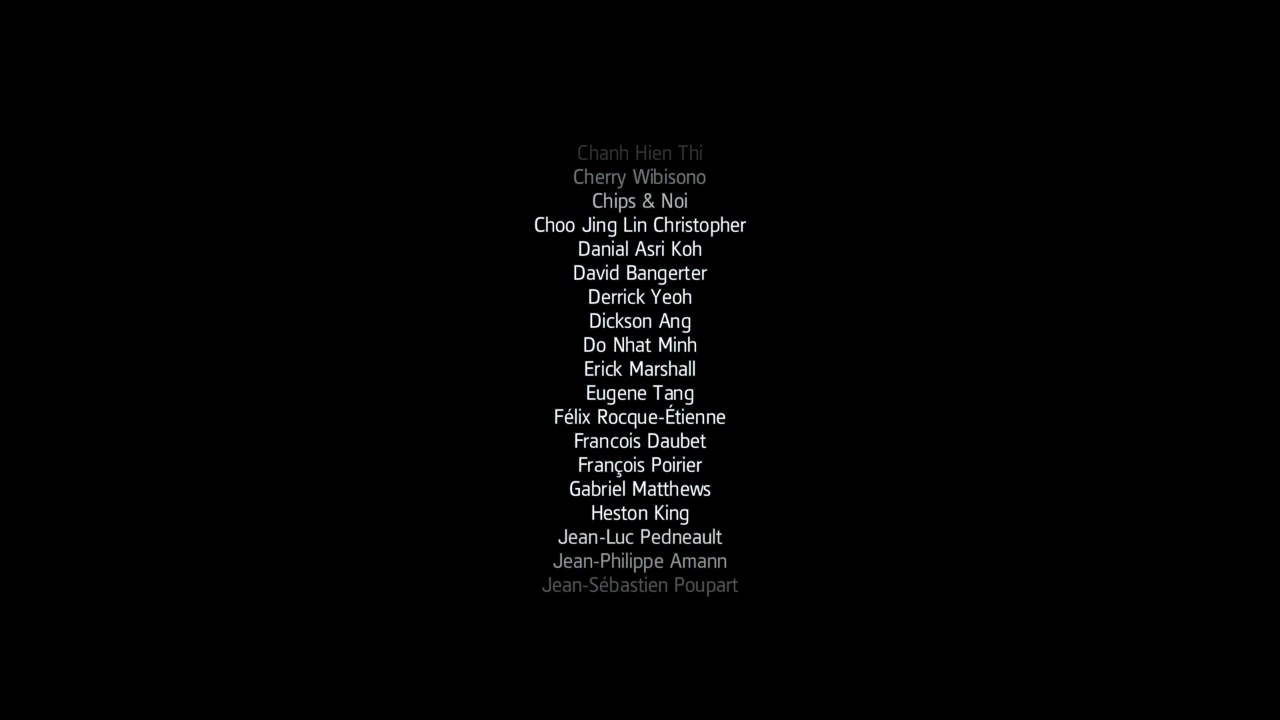 Chanh Hien Thi
Cherry Wibisono
Chips & Noi
Choo Jing Lin Christopher
Danial Asri Koh
David Bangerter
Derrick Yeoh
Dickson Ang
Do Nhat Minh
Erick Marshall
Eugene Tang
Félix Rocque-Étienne
Francois Daubet
François Poirier
Gabriel Matthews
Heston King
Jean-Luc Pedneault
Jean-Philippe Amann
Jean-Sébastien Poupart